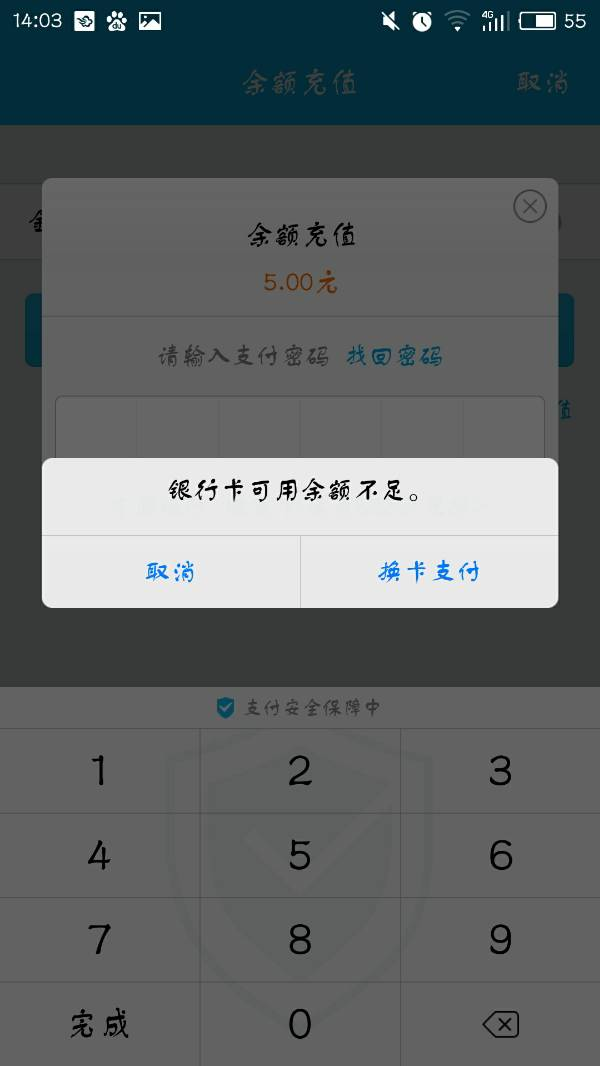 14:03 du 4G 55
余额充值 取消
余额充值
5.00元
请输入支付密码 找回密码
值
银行卡可用余额不足。
取消 换卡支付
支付安全保障中
1 2 3
4 5 6
7 8 9
完成 0